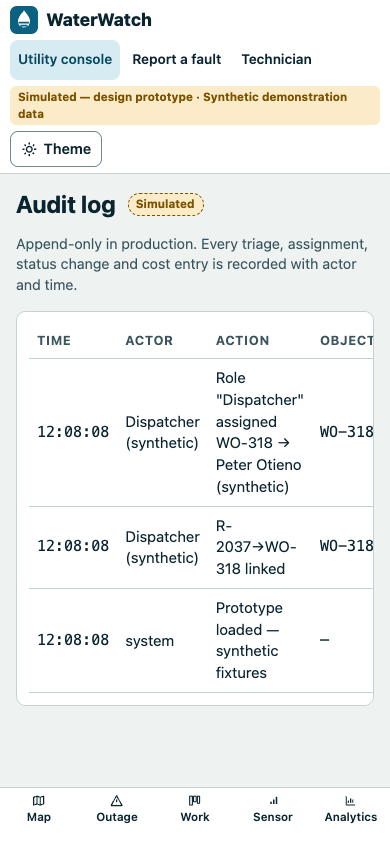 WaterWatch
Utility console Report a fault Technician
Simulated — design prototype · Synthetic demonstration
data
Theme
Audit log Simulated
Append-only in production. Every triage, assignment,
status change and cost entry is recorded with actor
and time.
TIME ACTOR ACTION OBJECT
12:08:08 Dispatcher (synthetic) Role "Dispatcher" assigned WO-318 → Peter Otieno (synthetic) WO-318
12:08:08 Dispatcher (synthetic) R-2037→WO-318 linked WO-318
12:08:08 system Prototype loaded — synthetic fixtures —
Map Outage Work Sensor Analytics